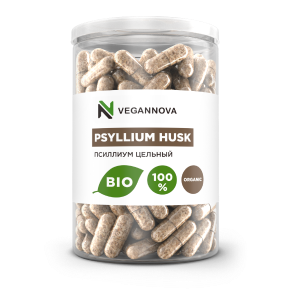 VEGANNOVA
PSYLLIUM HUSK
ПСИЛЛИУМ ЦЕЛЬНЫЙ
BIO
100
%
ORGANIC